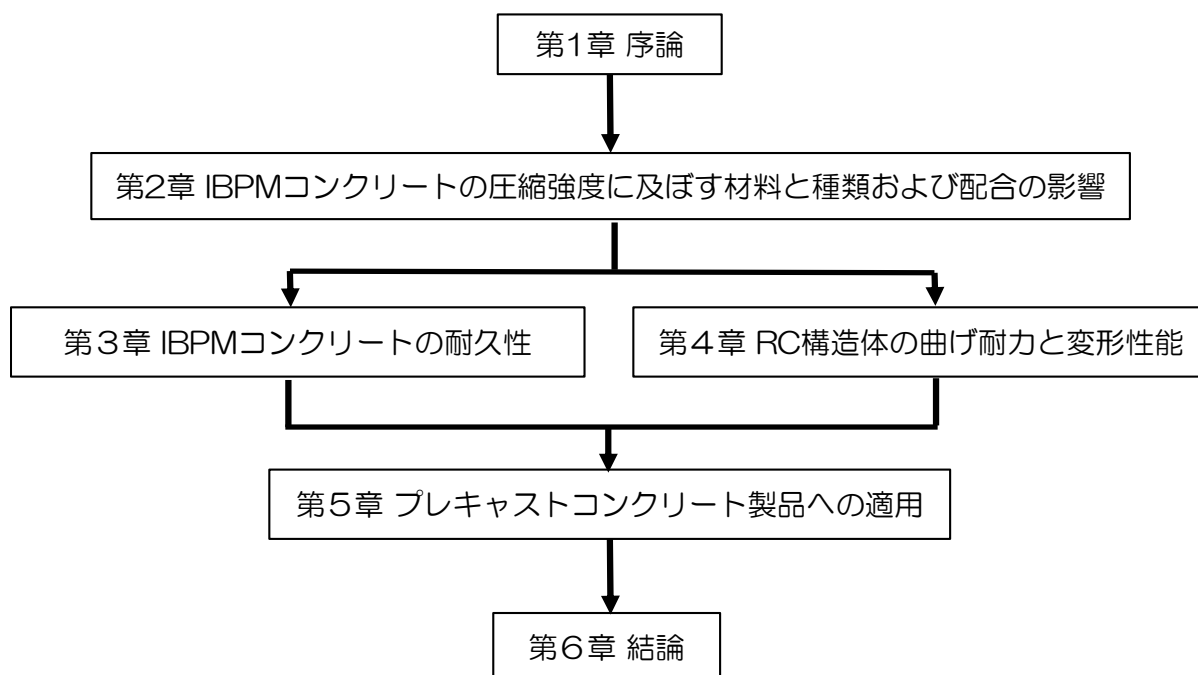 第1章 序論
第2章 IBPMコンクリートの圧縮強度に及ぼす材料と種類および配合の影響
第３章 IBPMコンクリートの耐久性
第４章 RC構造体の曲げ耐力と変形性能
第５章 プレキャストコンクリート製品への適用
第６章 結論